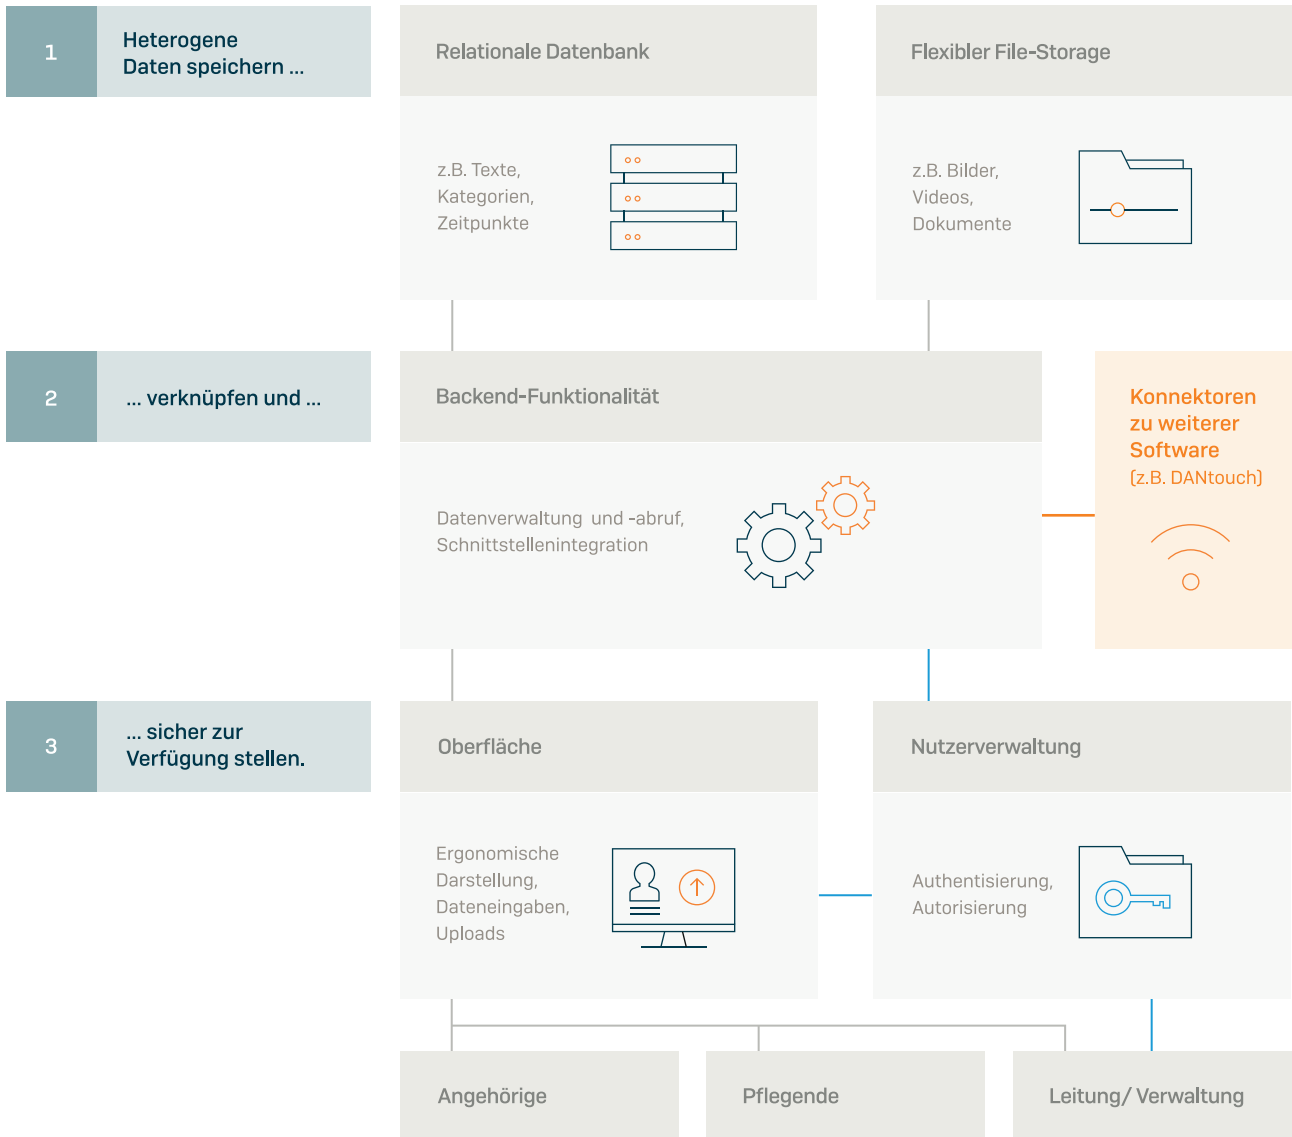 1
Heterogene
Daten speichern ...
Relationale Datenbank
z.B. Texte,
Kategorien,
Zeitpunkte
Flexibler File-Storage
z.B. Bilder,
Videos,
Dokumente
2
... verknüpfen und ...
Backend-Funktionalität
Datenverwaltung und -abruf,
Schnittstellenintegration
Konnektoren
zu weiterer
Software
(z.B. DANtouch)
3
... sicher zur
Verfügung stellen.
Oberfläche
Ergonomische
Darstellung,
Dateneingaben,
Uploads
Nutzerverwaltung
Authentisierung,
Autorisierung
Angehörige
Pflegende
Leitung/ Verwaltung